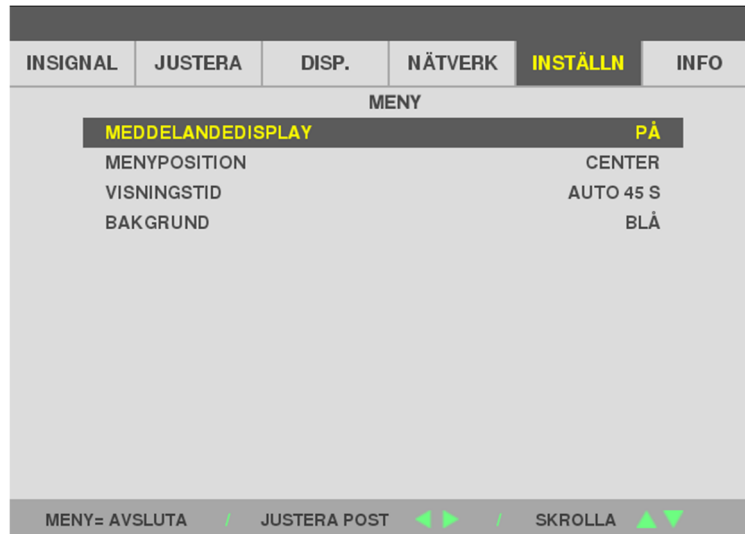 INSIGNAL JUSTERA DISP. NÄTVERK INSTÄLLN INFO
MENY
MEDDELANDEDISPLAY PÅ
MENYPOSITION CENTER
VISNINGSTID AUTO 45 S
BAKGRUND BLÅ
MENY= AVSLUTA / JUSTERA POST ◀ ▶ / SKROLLA ▲▼